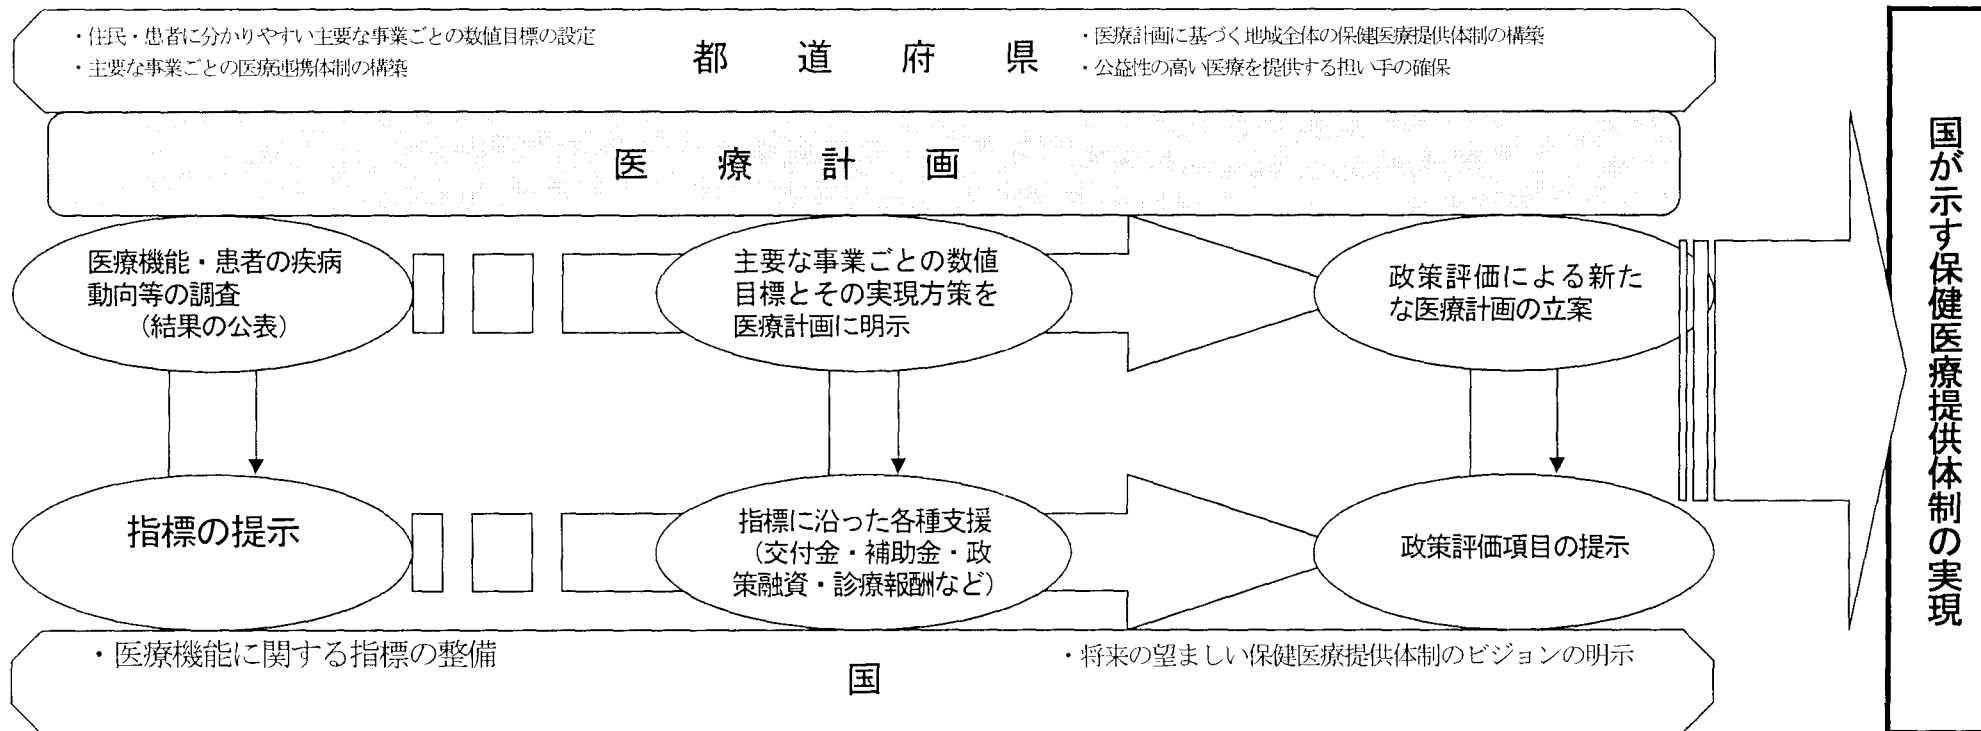 ・住民・患者に分かりやすい主要な事業ごとの数値目標の設定
・主要な事業ごとの医療連携体制の構築
都道府県
・医療計画に基づく地域全体の保健医療提供体制の構築
・公益性の高い医療を提供する担い手の確保
医療計画
医療機能・患者の疾病
動向等の調査
（結果の公表）
主要な事業ごとの数値
目標とその実現方策を
医療計画に明示
政策評価による新た
な医療計画の立案
指標の提示
指標に沿った各種支援
（交付金・補助金・政
策融資・診療報酬など）
政策評価項目の提示
・医療機能に関する指標の整備
国
・将来の望ましい保健医療提供体制のビジョンの明示
国が示す保健医療提供体制の実現